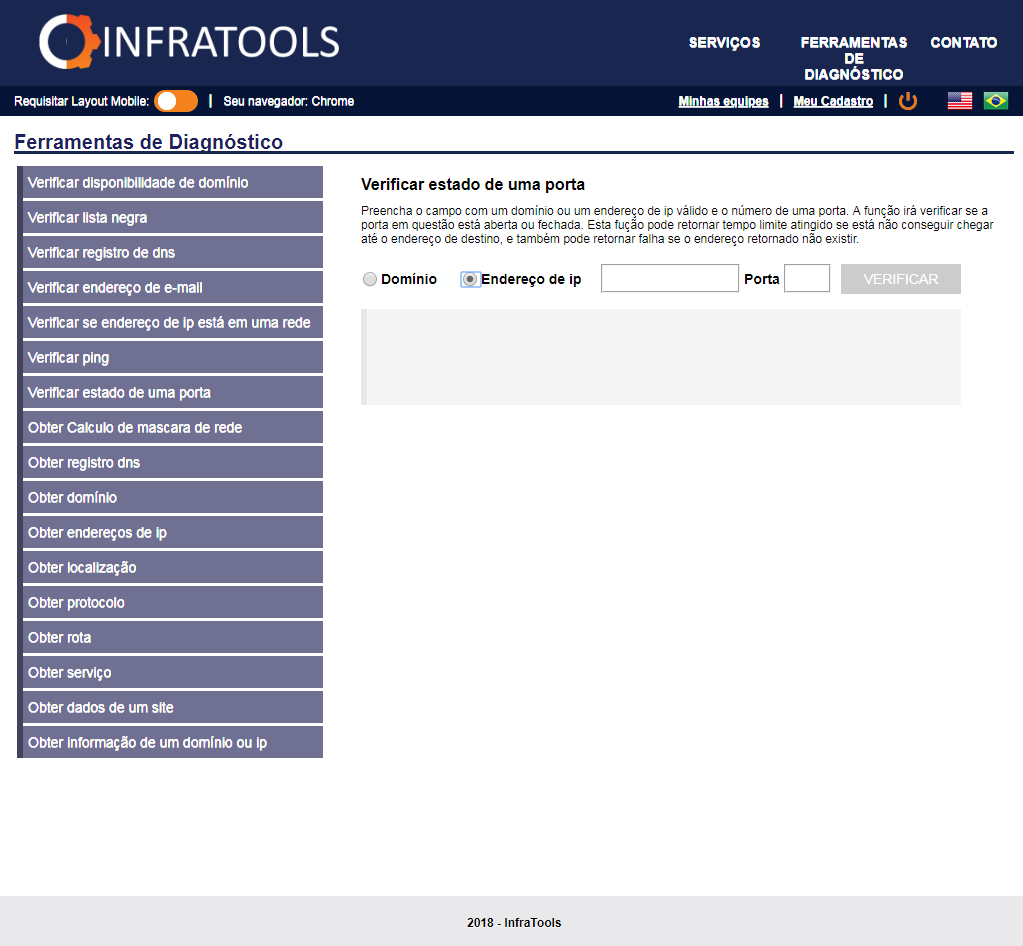 INFRATOOLS
SERVIÇOS
FERRAMENTAS
DE
DIAGNÓSTICO
CONTATO
Requisitar Layout Mobile: | Seu navegador: Chrome
Minhas equipes | Meu Cadastro |
Ferramentas de Diagnóstico
Verificar disponibilidade de domínio
Verificar lista negra
Verificar registro de dns
Verificar endereço de e-mail
Verificar se endereço de ip está em uma rede
Verificar ping
Verificar estado de uma porta
Obter Calculo de mascara de rede
Obter registro dns
Obter domínio
Obter endereços de ip
Obter localização
Obter protocolo
Obter rota
Obter serviço
Obter dados de um site
Obter informação de um domínio ou ip
Verificar estado de uma porta
Preencha o campo com um domínio ou um endereço de ip válido e o número de uma porta. A função irá verificar se a
porta em questão está aberta ou fechada. Esta fução pode retornar tempo limite atingido se está não conseguir chegar
até o endereço de destino, e também pode retornar falha se o endereço retornado não existir.
Domínio Endereço de ip Porta VERIFICAR
2018 - InfraTools